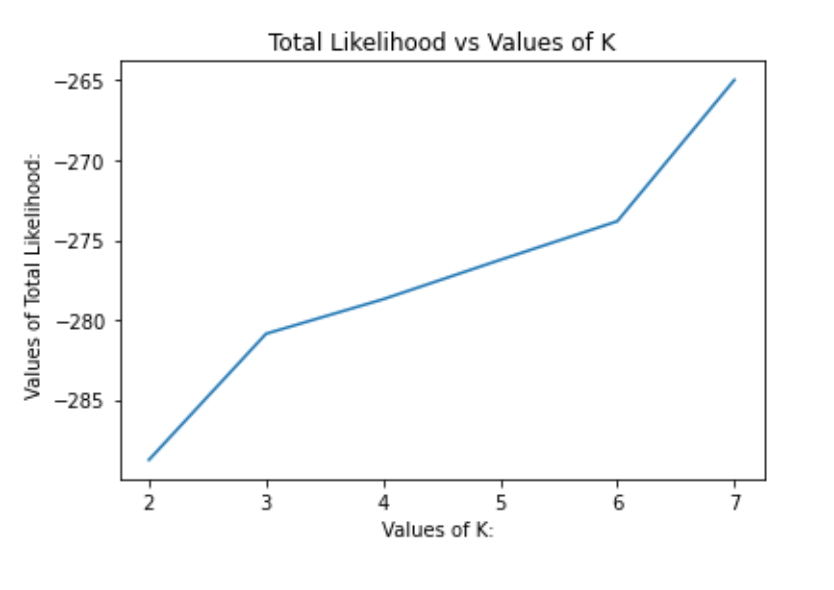 Total Likelihood vs Values of K
Values of Total Likelihood:
−265
−270
−275
−280
−285
2 3 4 5 6 7
Values of K: